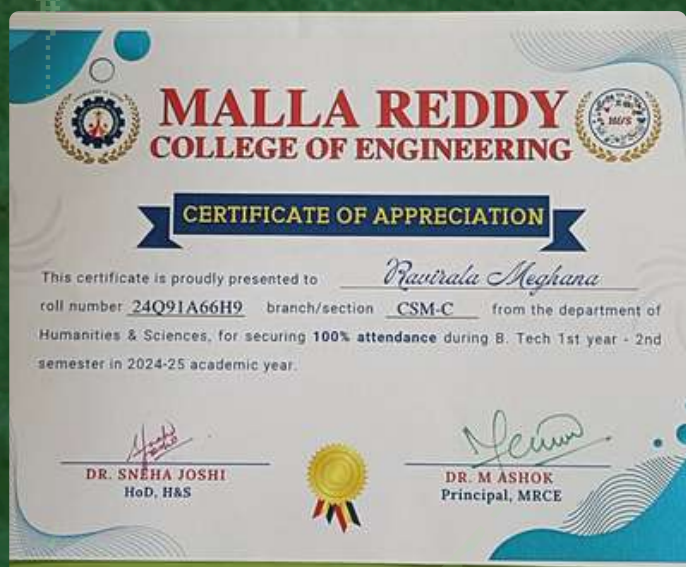 MALLA REDDY
COLLEGE OF ENGINEERING
H&S
CERTIFICATE OF APPRECIATION
This certificate is proudly presented to Ravirala Meghana
roll number 24Q91A66H9 branch/section CSM-C from the department of
Humanities & Sciences, for securing 100% attendance during B. Tech 1st year - 2nd
semester in 2024-25 academic year.
DR. SNEHA JOSHI
HoD, H&S
DR. M ASHOK
Principal, MRCE